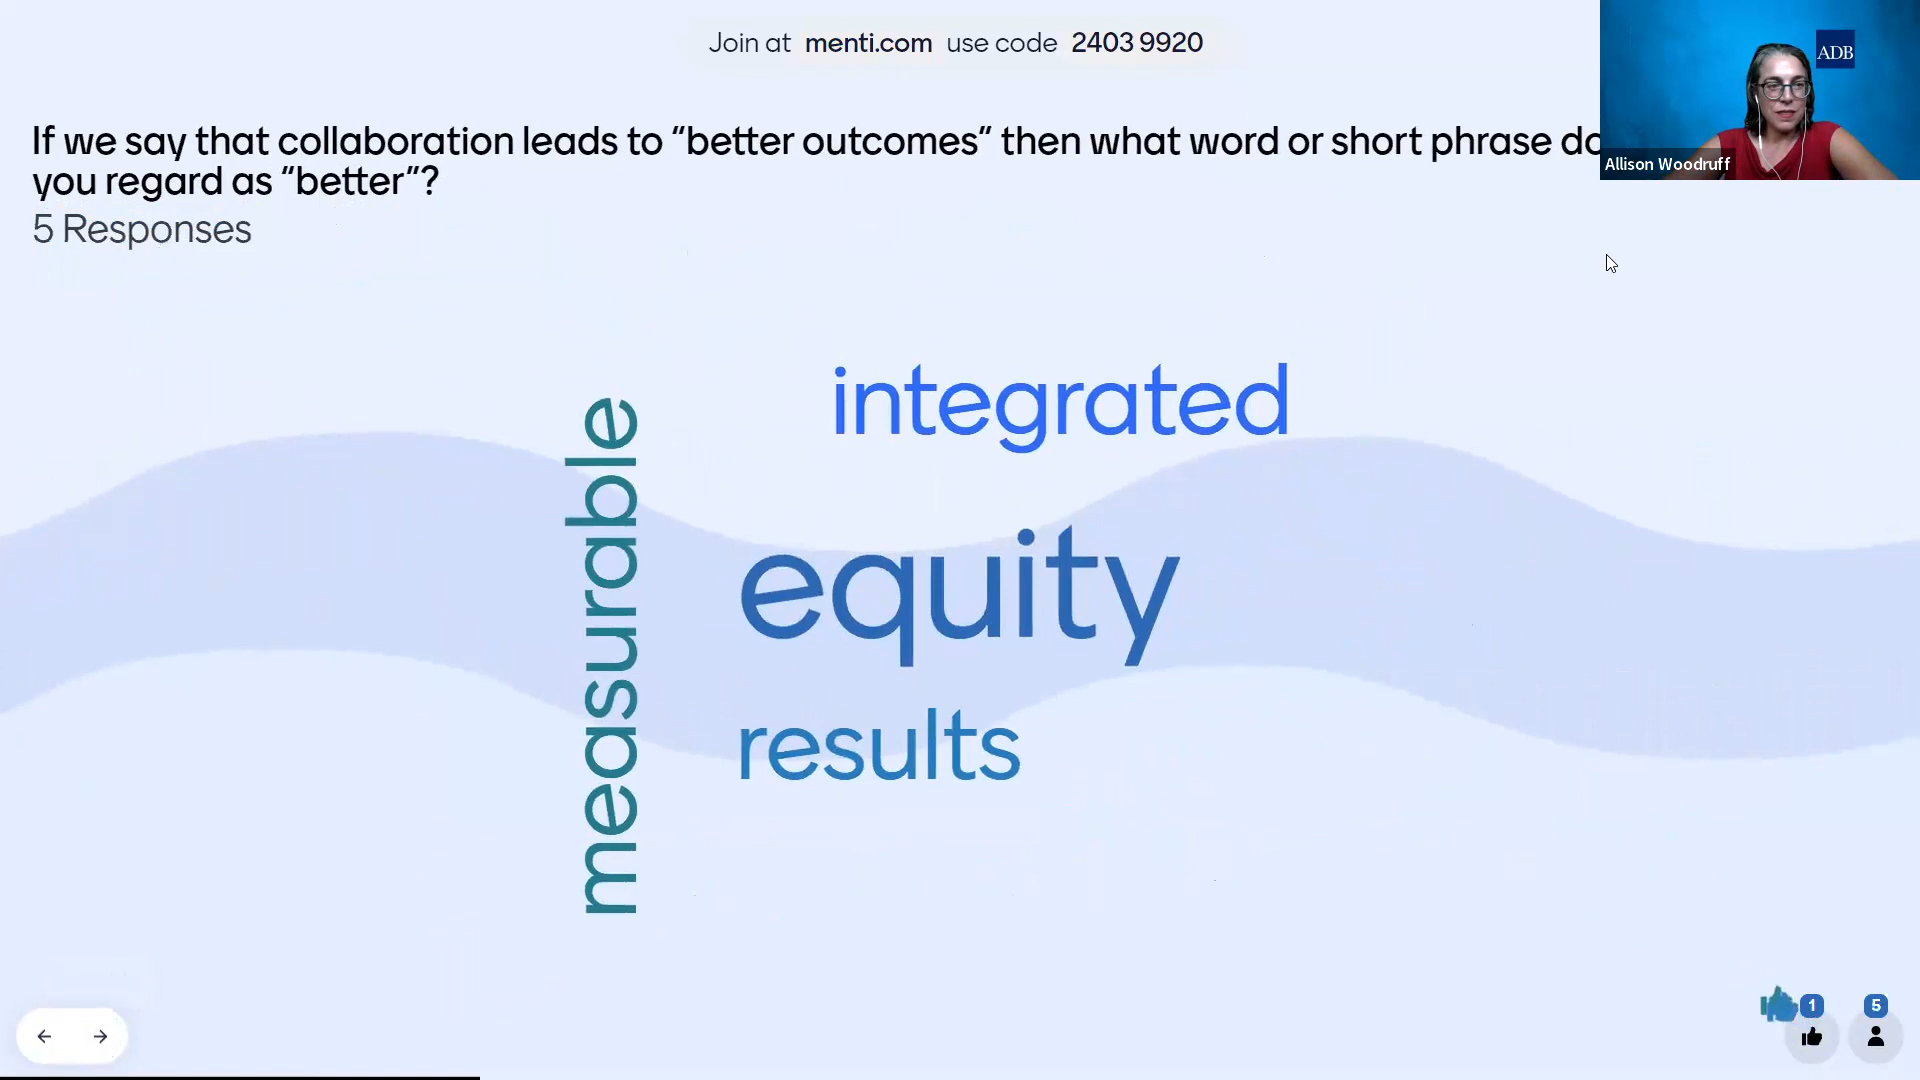 Join at menti.com use code 2403 9920
ADB
If we say that collaboration leads to “better outcomes” then what word or short phrase do
you regard as “better”?
Allison Woodruff
5 Responses
integrated
measurable
equity
results
1
5